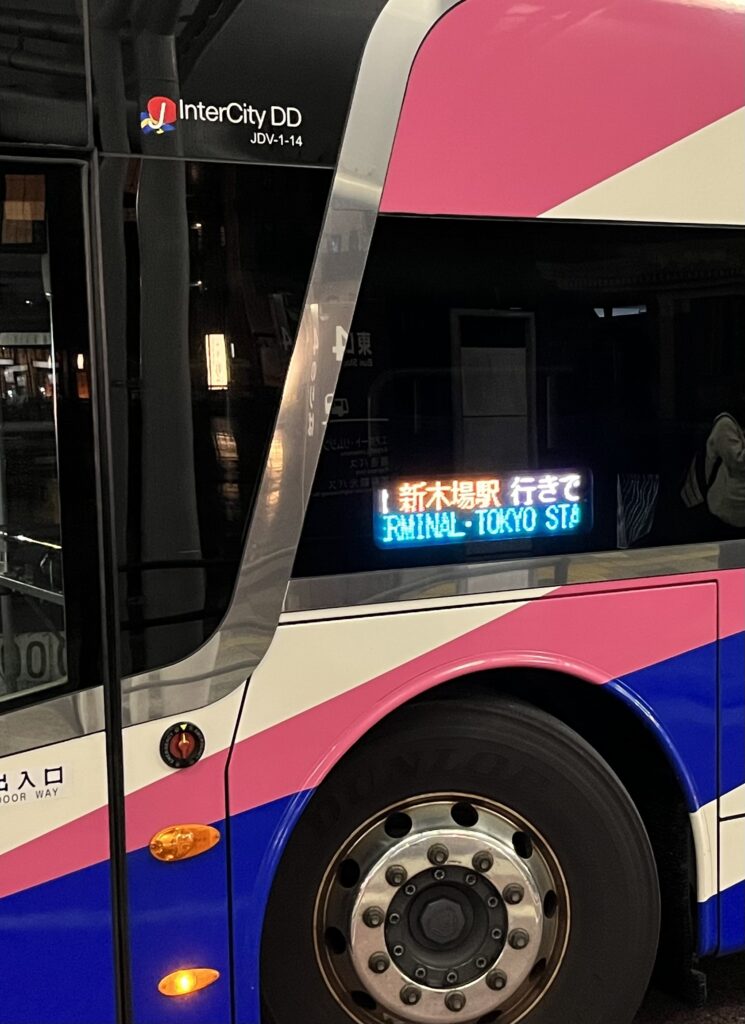 InterCity DD
JDV-1-14
新木場駅 行きで
RMINAL・TOKYO STA
出入口
DOOR WAY